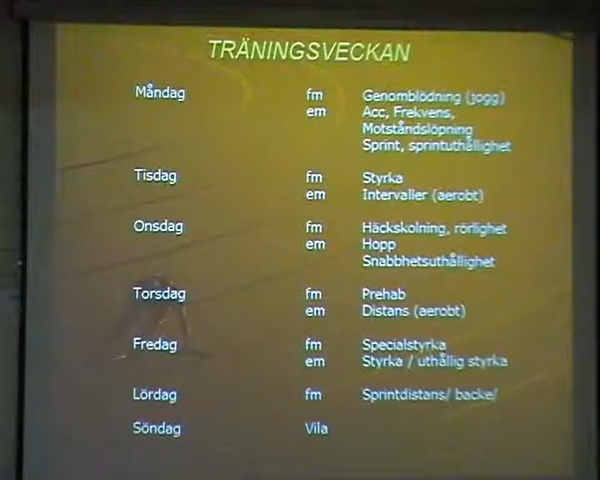 TRÄNINGSVECKAN
Måndag fm Genomblödning (jogg)
em Acc, Frekvens,
Motståndslöpning
Sprint, sprintuthållighet
Tisdag fm Styrka
em Intervaller (aerobt)
Onsdag fm Häckskolning, rörlighet
em Hopp
Snabbhetsuthållighet
Torsdag fm Prehab
em Distans (aerobt)
Fredag fm Specialstyrka
em Styrka / uthållig styrka
Lördag fm Sprintdistans/ backe/
Söndag Vila